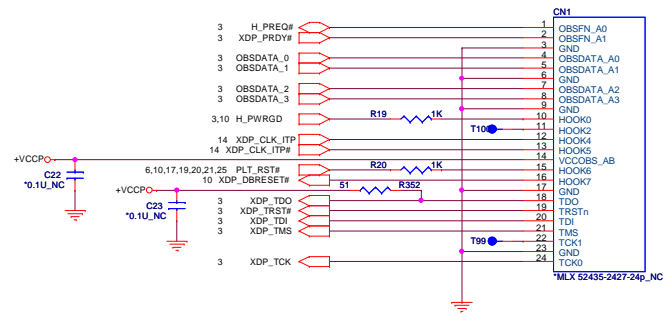 CN1
3 H_PREQ# 1 OBSFN_A0
3 XDP_PRDY# 2 OBSFN_A1
3 GND
3 OBSDATA_0 4 OBSDATA_A0
3 OBSDATA_1 5 OBSDATA_A1
6 GND
3 OBSDATA_2 7 OBSDATA_A2
3 OBSDATA_3 8 OBSDATA_A3
9 GND
3,10 H_PWRGD R19 1K 10 HOOK0
T100 11 HOOK2
14 XDP_CLK_ITP 12 HOOK4
14 XDP_CLK_ITP# 13 HOOK5
+VCCP 14 VCCOBS_AB
6,10,17,19,20,21,25 PLT_RST# R20 1K 15 HOOK6
C22 10 XDP_DBRESET# 16 HOOK7
*0.1U_NC +VCCP 51 R352 17 GND
3 XDP_TDO 18 TDO
C23 3 XDP_TRST# 19 TRSTn
*0.1U_NC 3 XDP_TDI 20 TDI
3 XDP_TMS 21 TMS
T99 22 TCK1
23 GND
3 XDP_TCK 24 TCK0
*MLX 52435-2427-24p_NC